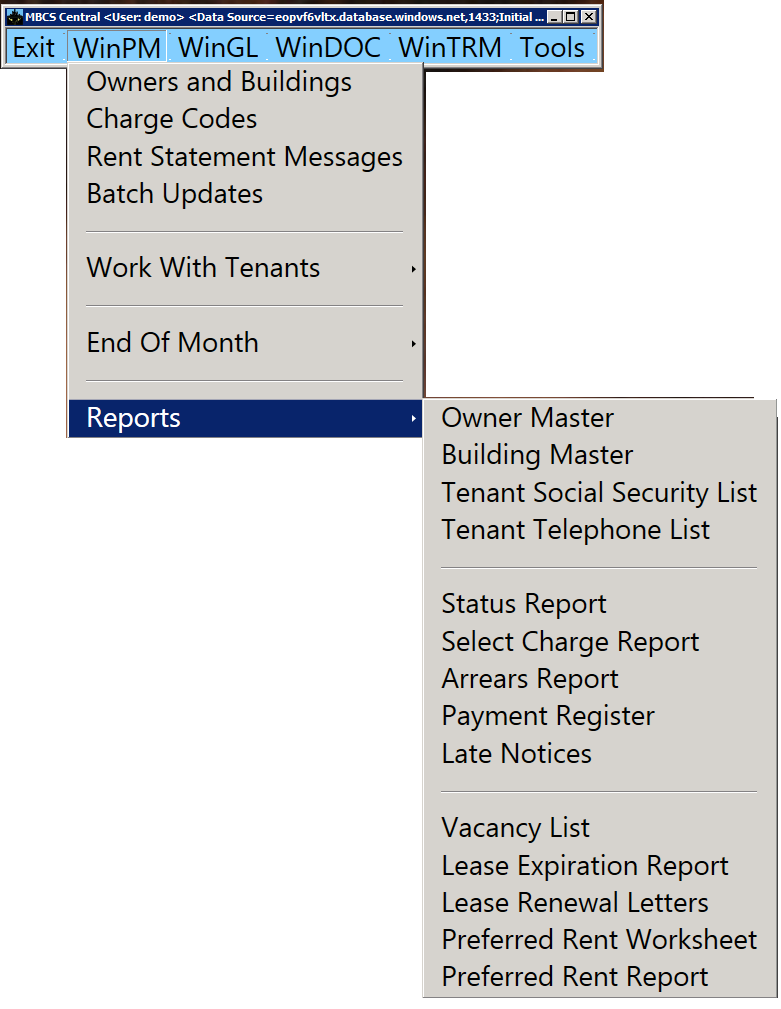 MBCS Central <User: demo> <Data Source=eopvf6vltx.database.windows.net,1433;Initial ...
Exit WinPM WinGL WinDOC WinTRM Tools
Owners and Buildings
Charge Codes
Rent Statement Messages
Batch Updates
Work With Tenants
End Of Month
Reports
Owner Master
Building Master
Tenant Social Security List
Tenant Telephone List
Status Report
Select Charge Report
Arrears Report
Payment Register
Late Notices
Vacancy List
Lease Expiration Report
Lease Renewal Letters
Preferred Rent Worksheet
Preferred Rent Report